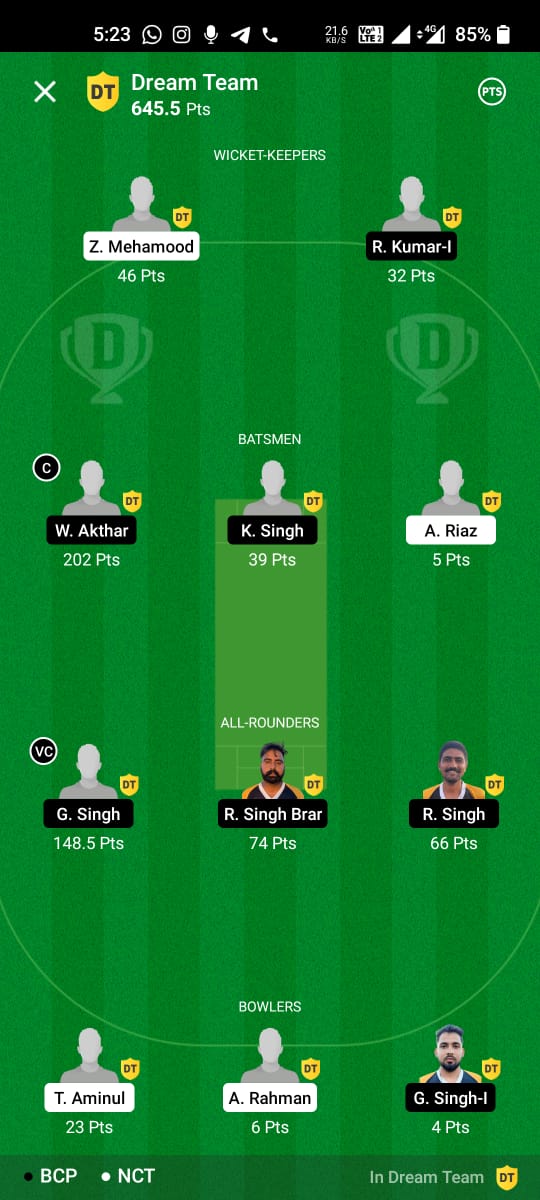 5:23 21.6 KB/S Vo 1 LTE 2 4G 85%
DT Dream Team PTS
645.5 Pts
WICKET-KEEPERS
DT DT
Z. Mehamood R. Kumar-I
46 Pts 32 Pts
D D
BATSMEN
C
DT DT DT
W. Akthar K. Singh A. Riaz
202 Pts 39 Pts 5 Pts
ALL-ROUNDERS
VC
DT DT DT
G. Singh R. Singh Brar R. Singh
148.5 Pts 74 Pts 66 Pts
BOWLERS
DT DT DT
T. Aminul A. Rahman G. Singh-I
23 Pts 6 Pts 4 Pts
BCP NCT In Dream Team DT